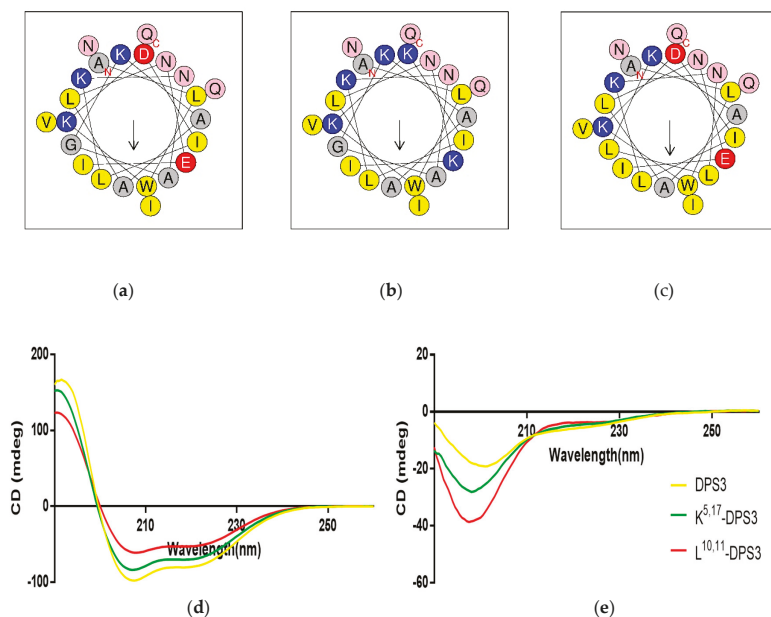 Q
C
N A N K D N
K N Q
L L
V K A
G I
I E
L A W A
I
Q
C
N A N K K N
K N Q
L L
V K A
G I
I K
L A W A
I
Q
C
N A N K D N
K N Q
L L
V K A
L I
I E
L A W L
I
(a)
(b)
(c)
200
100
0
-100
CD (mdeg)
210
230
250
Wavelength(nm)
(d)
20
0
-20
-40
-60
CD (mdeg)
210
230
250
Wavelength(nm)
DPS3
K5,17-DPS3
L10,11-DPS3
(e)